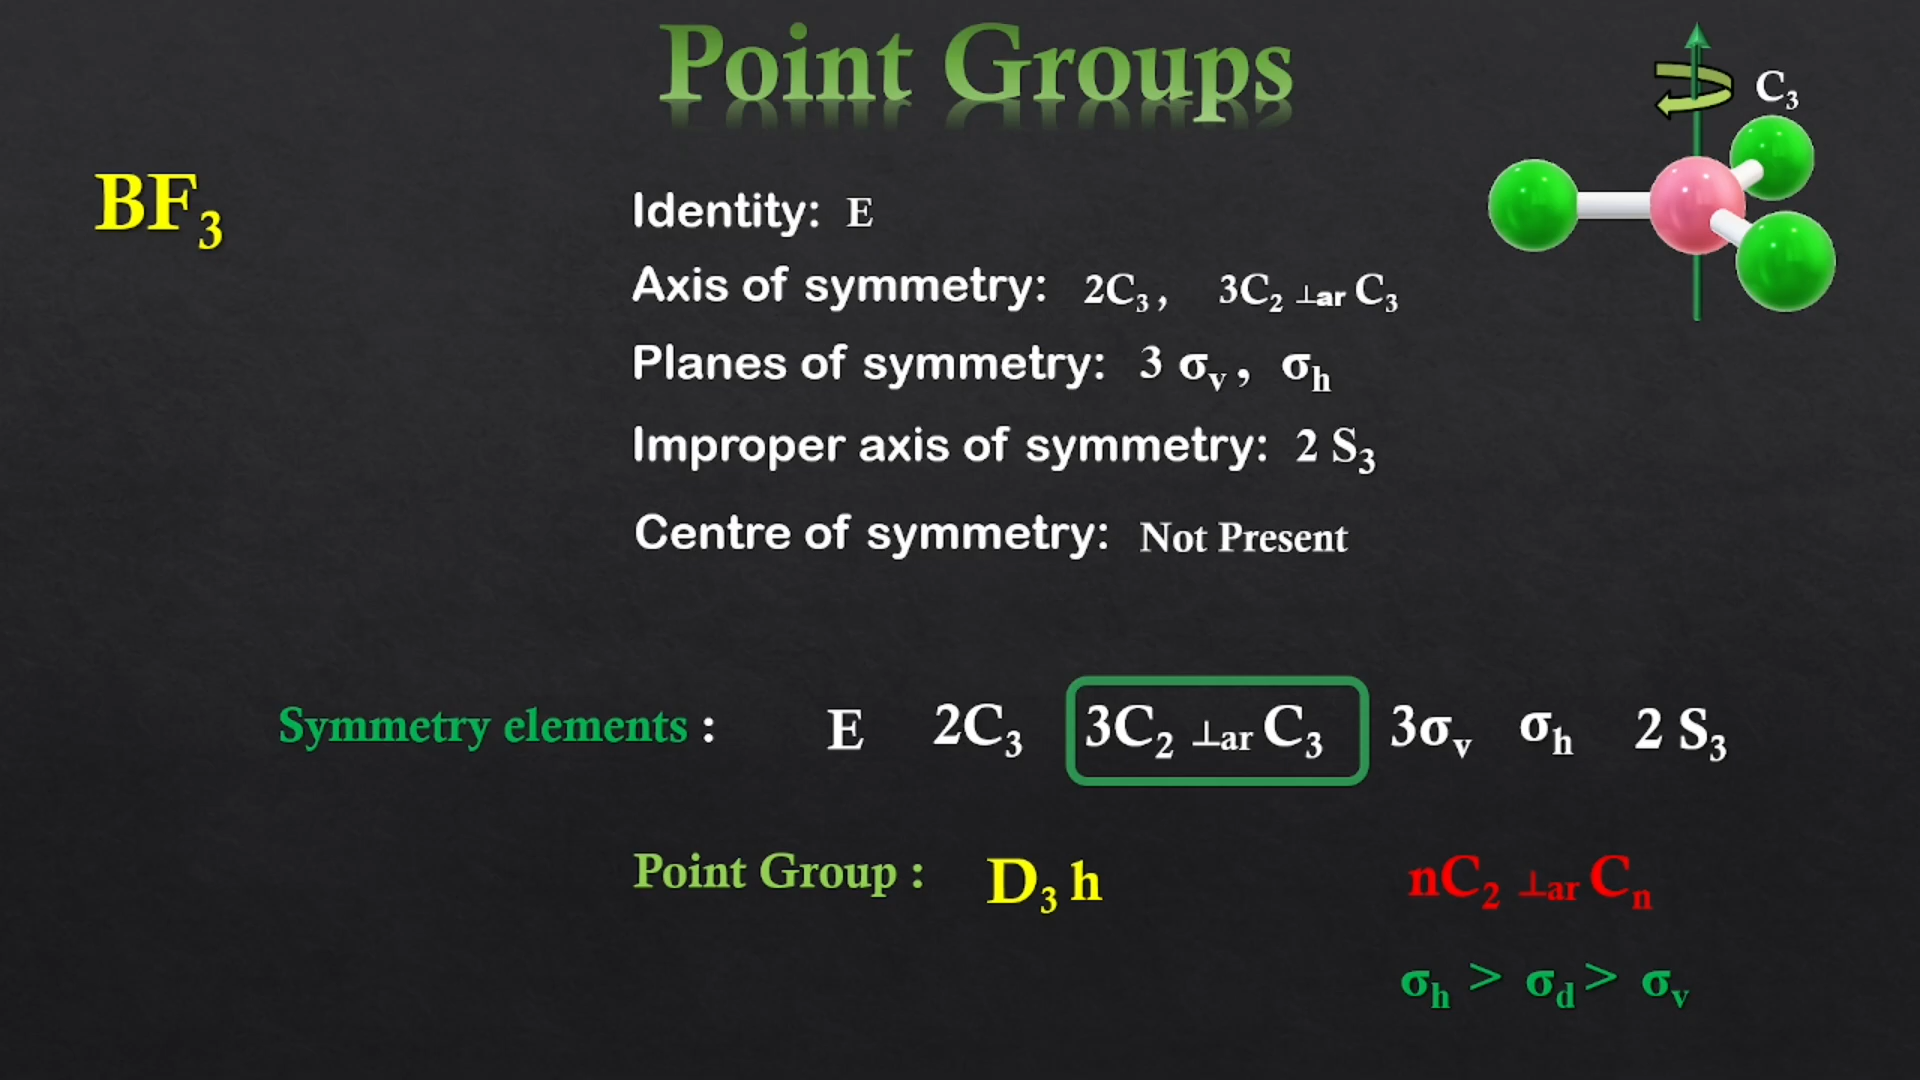 Point Groups
C₃
BF₃
Identity: E
Axis of symmetry: 2C₃ , 3C₂ ⊥ar C₃
Planes of symmetry: 3 σᵥ , σₕ
Improper axis of symmetry: 2 S₃
Centre of symmetry: Not Present
Symmetry elements : E 2C₃ 3C₂ ⊥ar C₃ 3σᵥ σₕ 2 S₃
Point Group : D₃ h nC₂ ⊥ar Cₙ
σₕ > σd > σᵥ